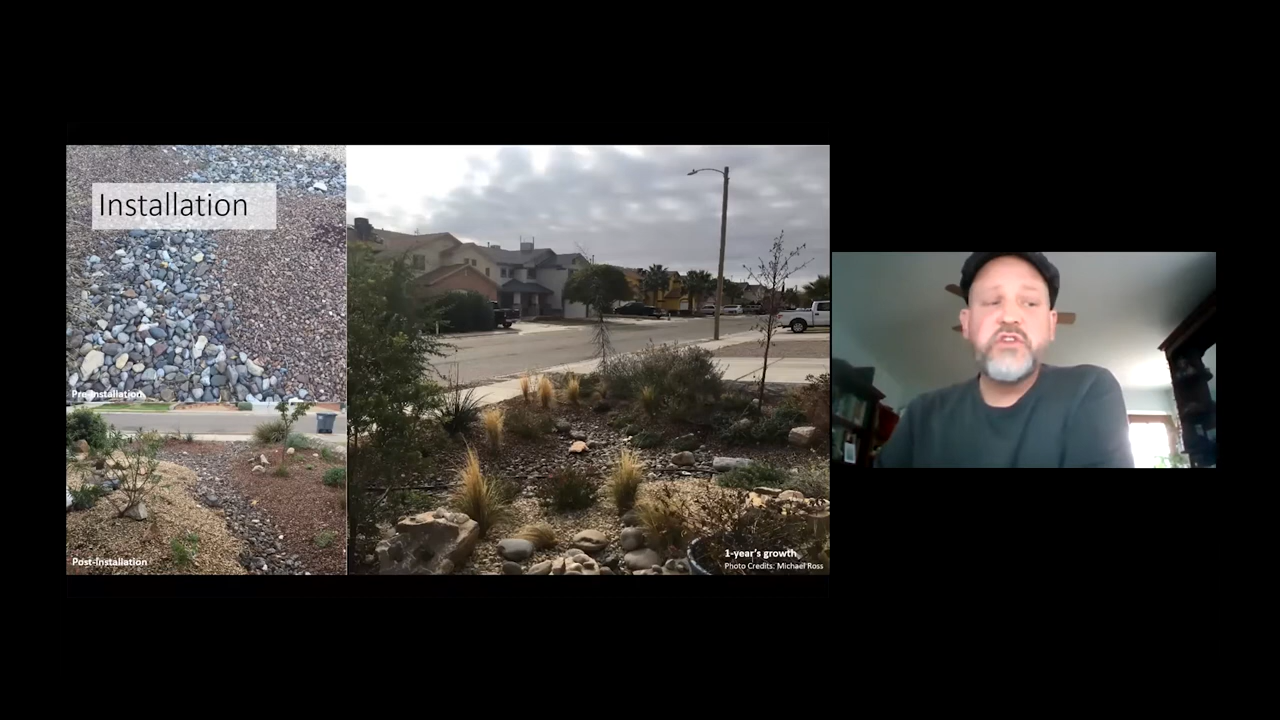 Installation
Pre-Installation
Post-Installation
1-year's growth
Photo Credits: Michael Ross